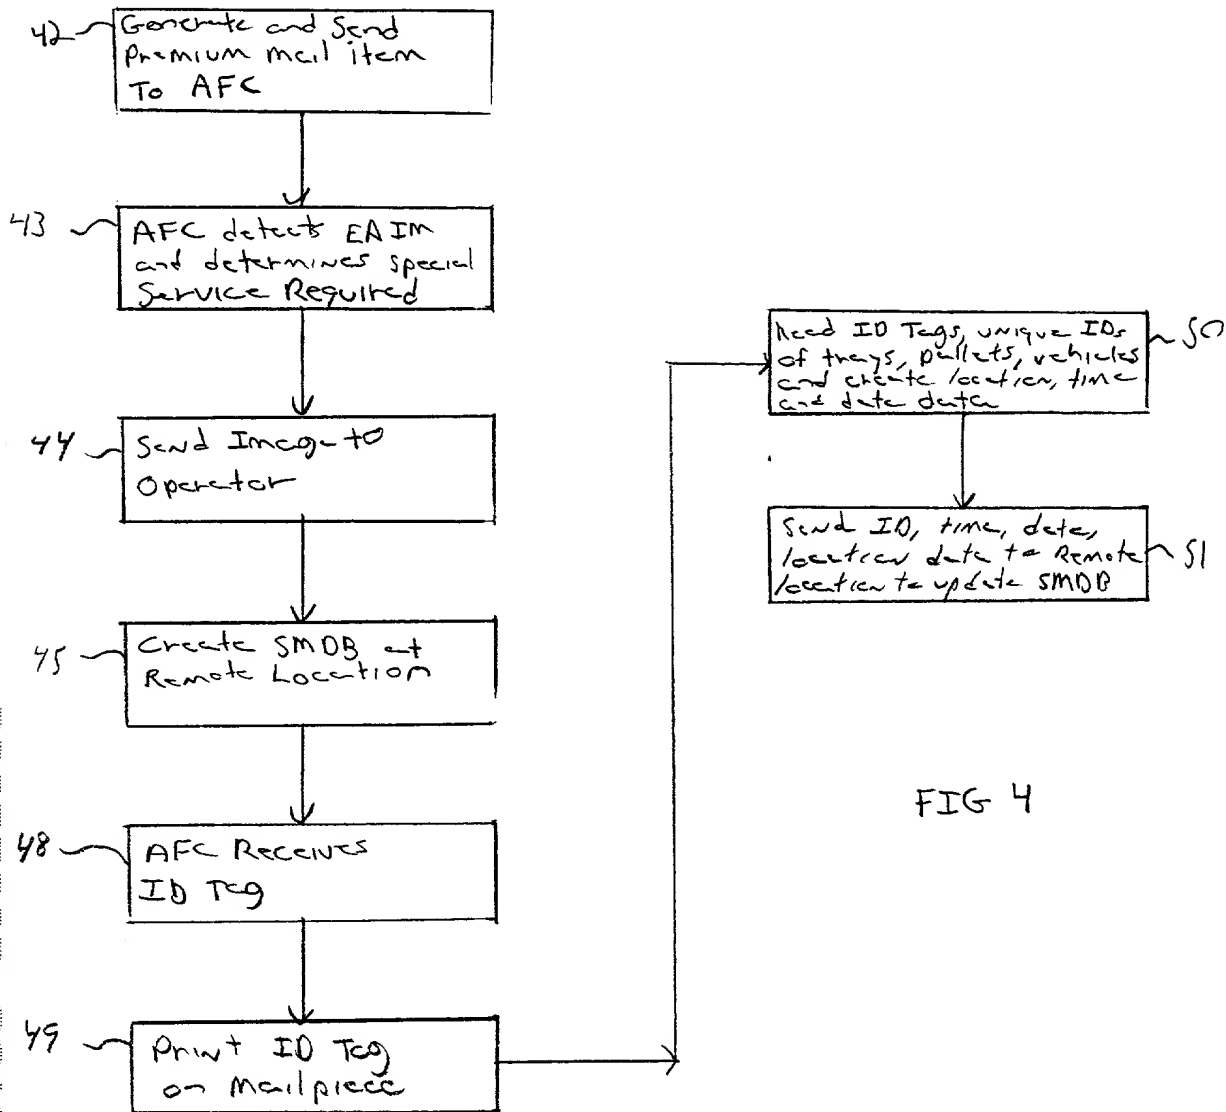 42
Generate and Send
Premium mail item
To AFC
43
AFC detects EAIM
and determines special
Service Required
44
Send Image to
Operator
45
Create SMDB at
Remote Location
48
AFC Receives
ID Tag
49
Print ID Tag
on Mailpiece
Read ID Tags, unique IDs
of trays, pallets, vehicles
and create location, time
and date data
50
Send ID, time, date,
location data to Remote
location to update SMDB
51
FIG 4